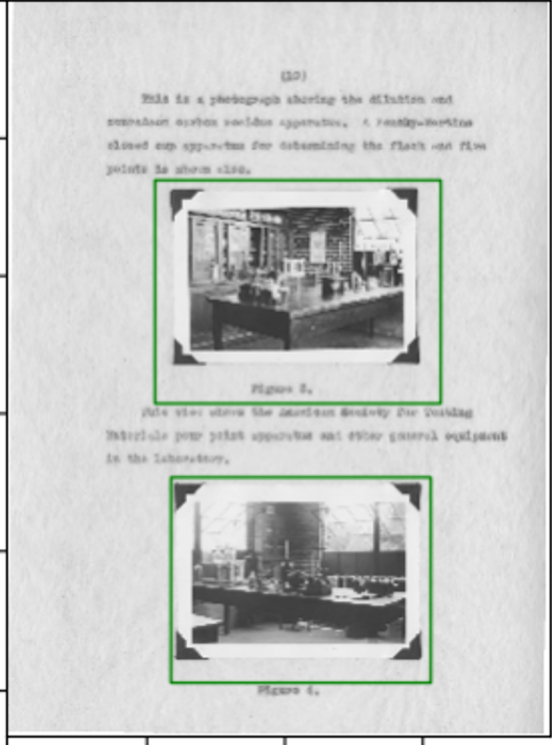 (10)
This is a photograph showing the dilution and
conradson carbon residue apparatus. A Pensky-Martins
closed cup apparatus for determining the flash and fire
points is shown also.
Figure 3.
This view shows the American Society for Testing
Materials pour point apparatus and other general equipment
in the laboratory.
Figure 4.